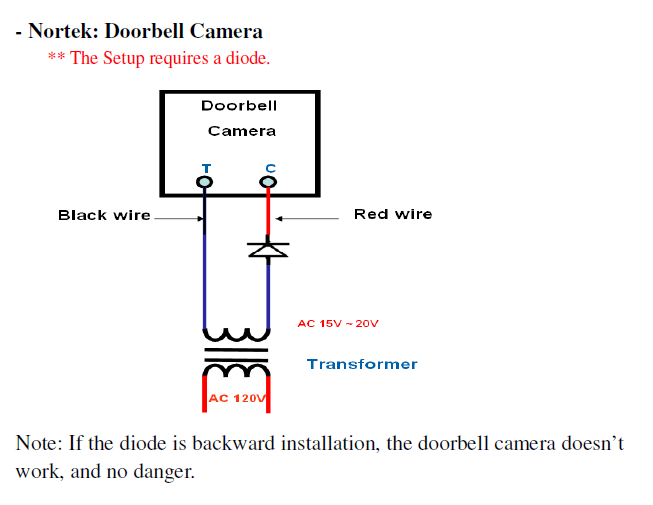 - Nortek: Doorbell Camera
** The Setup requires a diode.
Doorbell
Camera
T C
Black wire
Red wire
AC 15V ~ 20V
Transformer
AC 120V
Note: If the diode is backward installation, the doorbell camera doesn’t
work, and no danger.